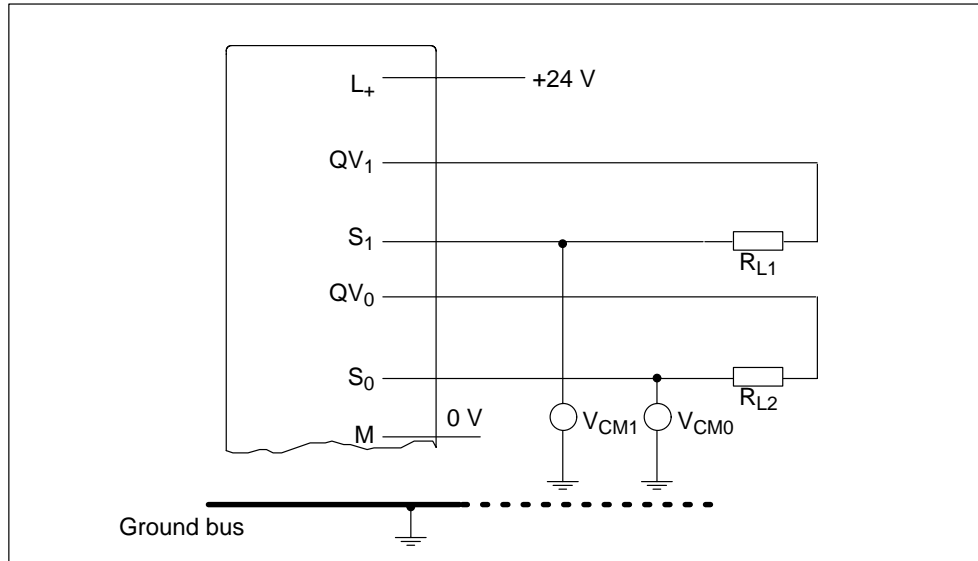 L+ +24 V
QV1
S1
RL1
QV0
S0
RL2
0 V
M
VCM1 VCM0
Ground bus